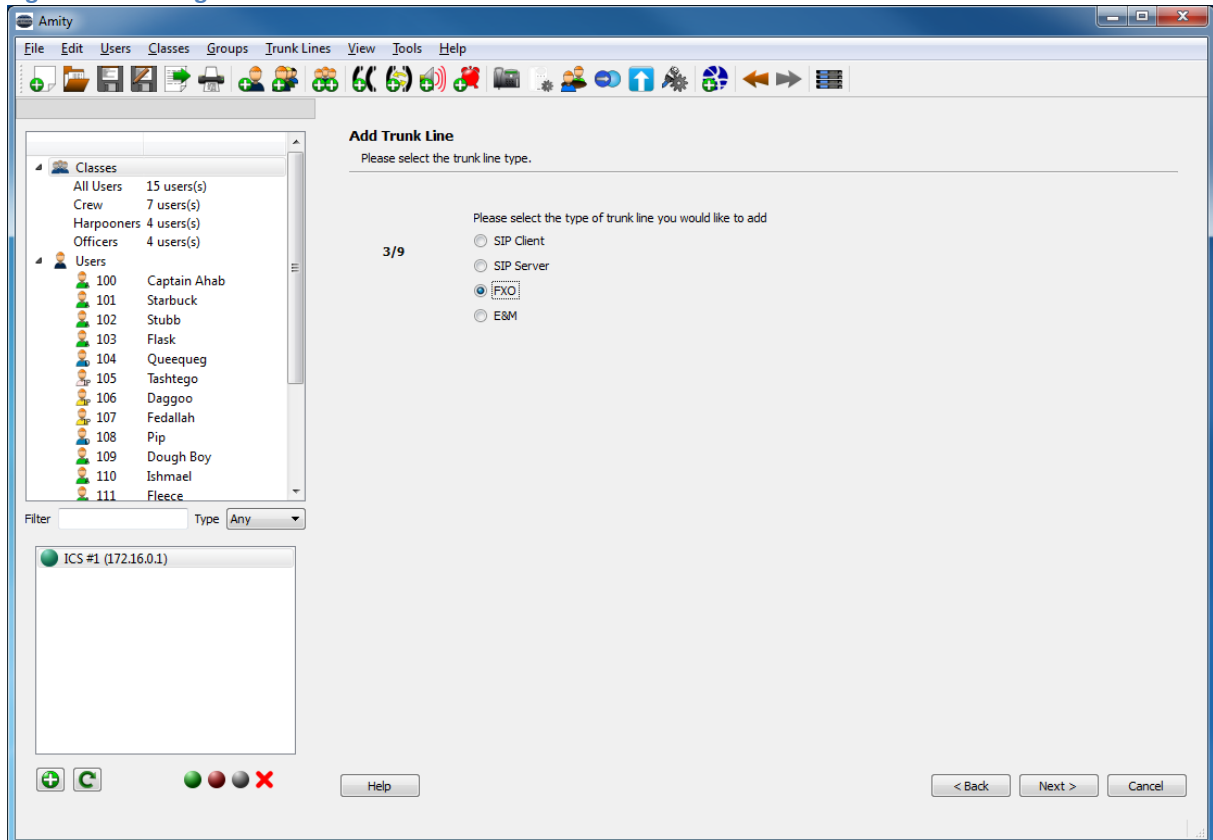 Amity
File Edit Users Classes Groups Trunk Lines View Tools Help
Add Trunk Line
Please select the trunk line type.
Classes
All Users 15 users(s)
Crew 7 users(s)
Harpooners 4 users(s)
Officers 4 users(s)
Users
100 Captain Ahab
101 Starbuck
102 Stubb
103 Flask
104 Queequeg
105 Tashtego
106 Daggoo
107 Fedallah
108 Pip
109 Dough Boy
110 Ishmael
111 Fleece
Filter Type Any
ICS #1 (172.16.0.1)
3/9
Please select the type of trunk line you would like to add
SIP Client
SIP Server
FXO
E&M
Help < Back Next > Cancel